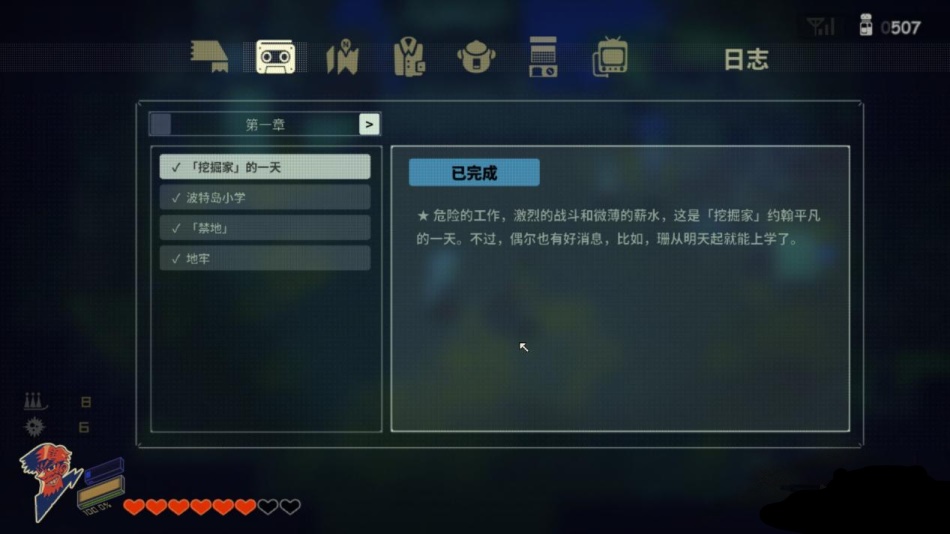 0507
日志
第一章 >
✓ 「挖掘家」的一天
✓ 波特岛小学
✓ 「禁地」
✓ 地牢
已完成
★ 危险的工作，激烈的战斗和微薄的薪水，这是「挖掘家」约翰平凡
的一天。不过，偶尔也有好消息，比如，珊从明天起就能上学了。
8
6
100.0%